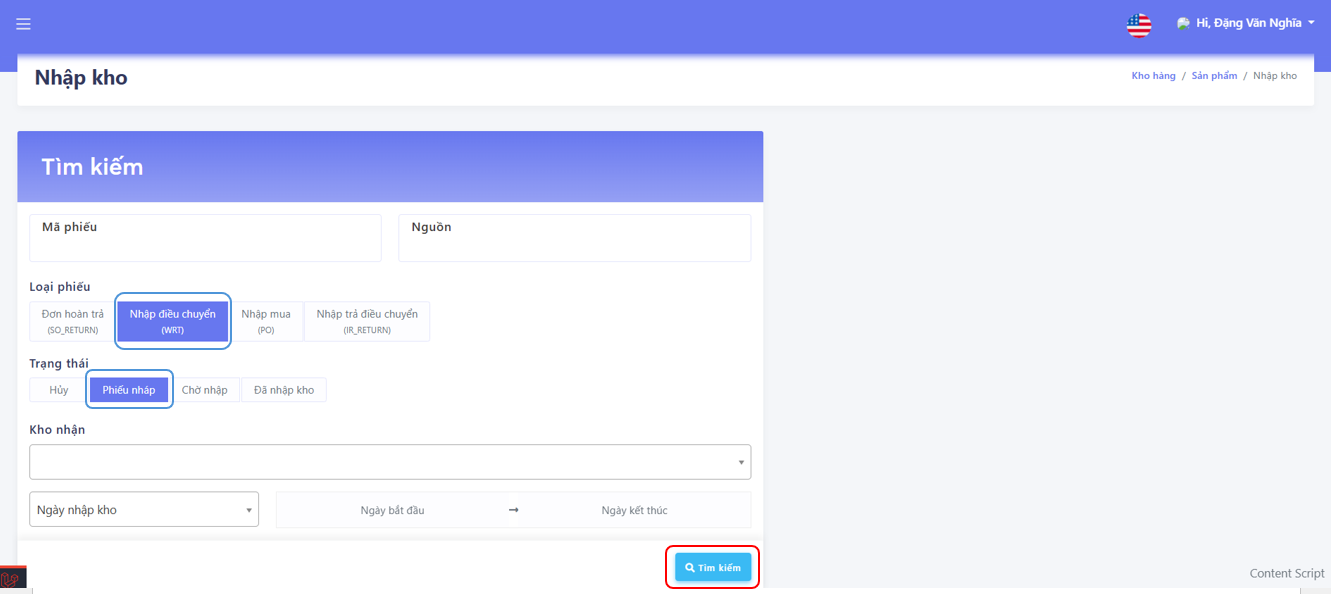 Hi, Đặng Văn Nghĩa
Nhập kho
Kho hàng / Sản phẩm / Nhập kho
Tìm kiếm
Mã phiếu
Nguồn
Loại phiếu
Đơn hoàn trả
(SO_RETURN)
Nhập điều chuyển
(WRT)
Nhập mua
(PO)
Nhập trả điều chuyển
(IR_RETURN)
Trạng thái
Hủy
Phiếu nháp
Chờ nhập
Đã nhập kho
Kho nhận
Ngày nhập kho
Ngày bắt đầu
Ngày kết thúc
Tìm kiếm
Content Script